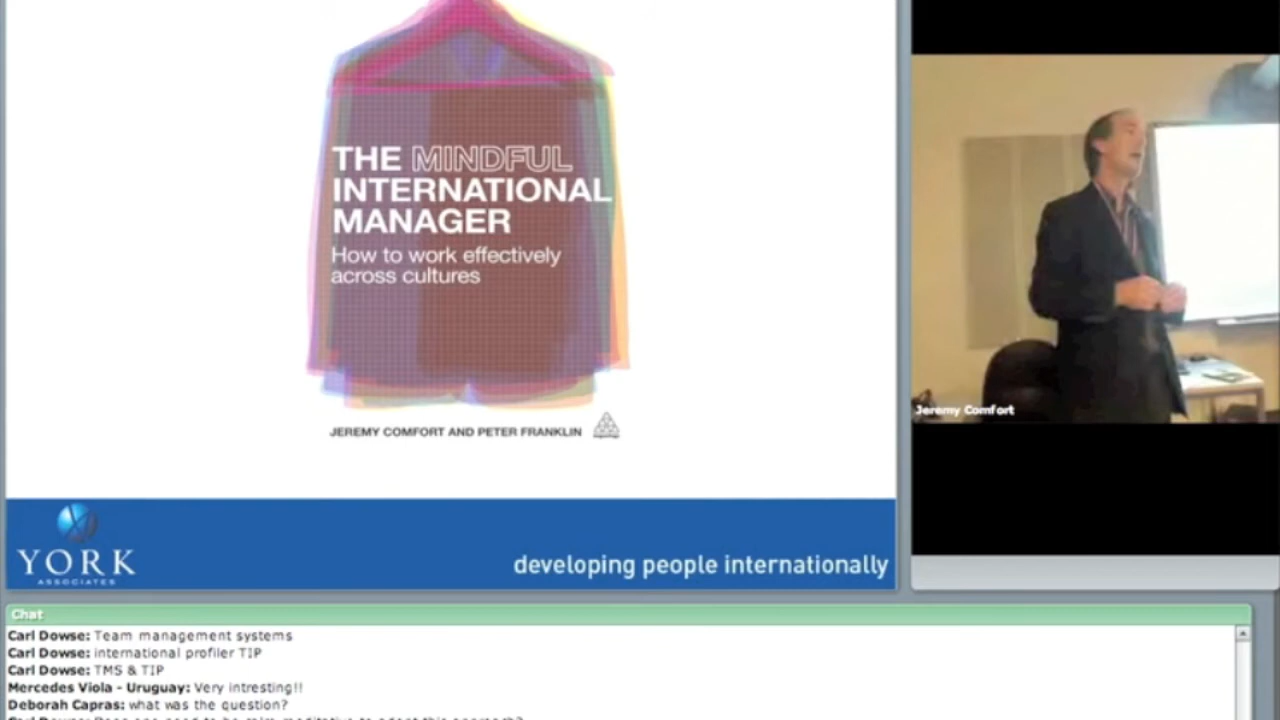 THE MINDFUL
INTERNATIONAL
MANAGER
How to work effectively
across cultures
JEREMY COMFORT AND PETER FRANKLIN
YORK
ASSOCIATES
developing people internationally
Jeremy Comfort
Chat
Carl Dowse: Team management systems
Carl Dowse: international profiler TIP
Carl Dowse: TMS & TIP
Mercedes Viola - Uruguay: Very intresting!!
Deborah Capras: what was the question?